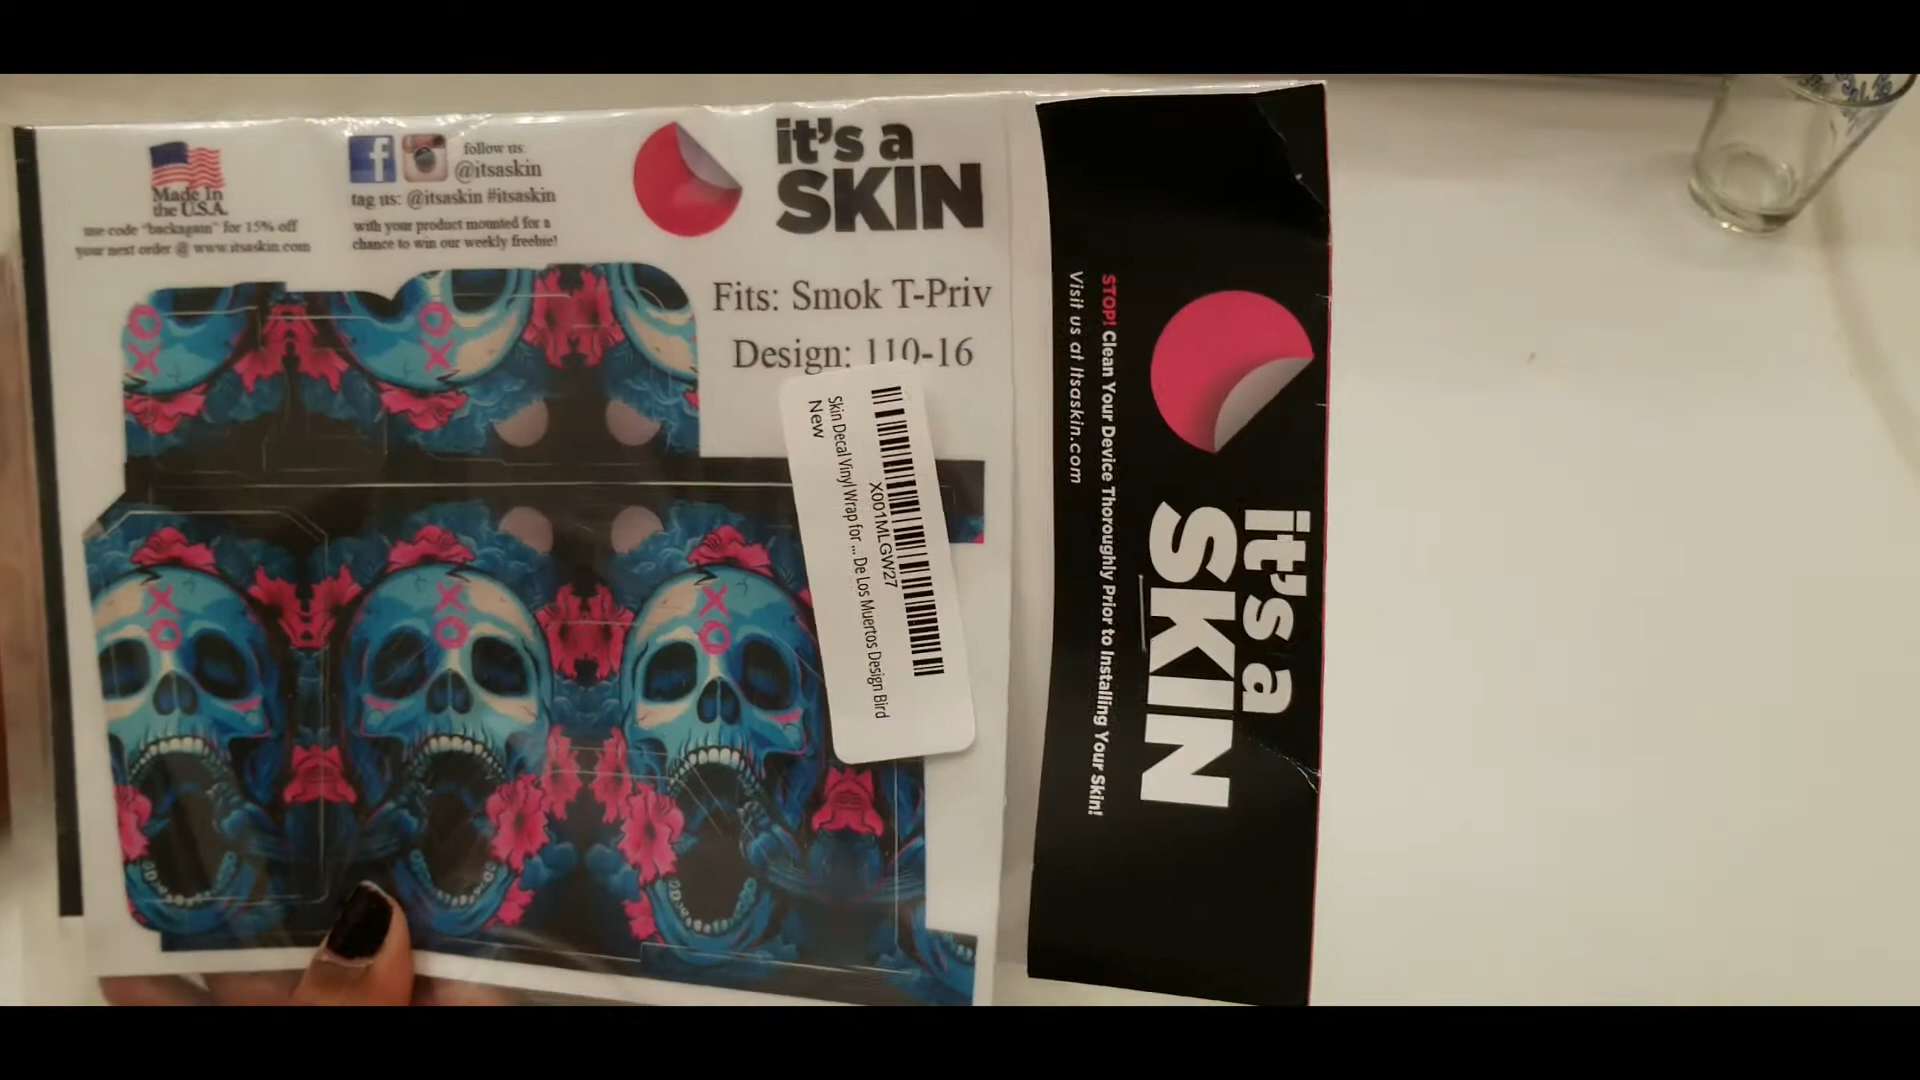 Made In
the U.S.A.
use code "backagain" for 15% off
your next order @ www.itsaskin.com
f
follow us:
@itsaskin
tag us: @itsaskin #itsaskin
with your product mounted for a
chance to win our weekly freebie!
it's a
SKIN
Fits: Smok T-Priv
Design: 110-16
X001MLGW27
Skin Decal Vinyl Wrap for ... De Los Muertos Design Bird
New
it's a
SKIN
STOP! Clean Your Device Thoroughly Prior to Installing Your Skin!
Visit us at Itsaskin.com